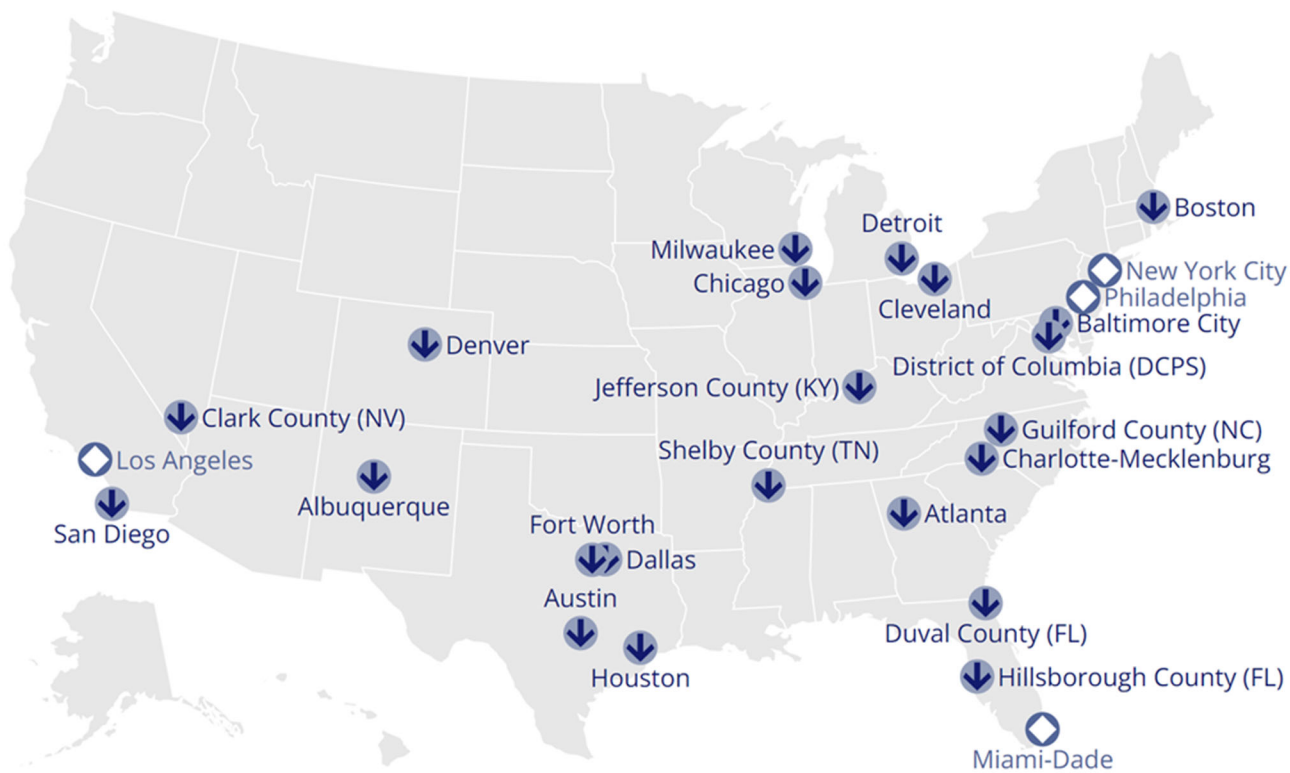 Boston
Detroit
Milwaukee
New York City
Chicago
Philadelphia
Cleveland
Baltimore City
Denver
District of Columbia (DCPS)
Jefferson County (KY)
Clark County (NV)
Guilford County (NC)
Shelby County (TN)
Charlotte-Mecklenburg
Los Angeles
Albuquerque
Atlanta
Fort Worth
San Diego
Dallas
Austin
Duval County (FL)
Houston
Hillsborough County (FL)
Miami-Dade